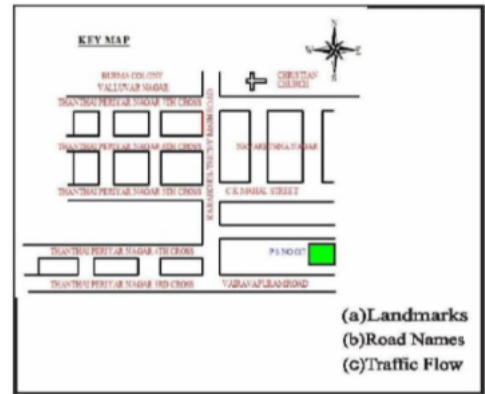 N
KEY MAP
W E
S
BURMA COLONY
VALLUVAR NAGAR
CHRISTIAN
CHURCH
THANTHAI PERIYAR NAGAR 7TH CROSS
THANTHAI PERIYAR NAGAR 6TH CROSS
THANTHAI PERIYAR NAGAR 5TH CROSS
C K MAHAL STREET
THANTHAI PERIYAR NAGAR 4TH CROSS
THANTHAI PERIYAR NAGAR 3RD CROSS
VAIRAVAPURAM ROAD
(a)Landmarks
(b)Road Names
(c)Traffic Flow